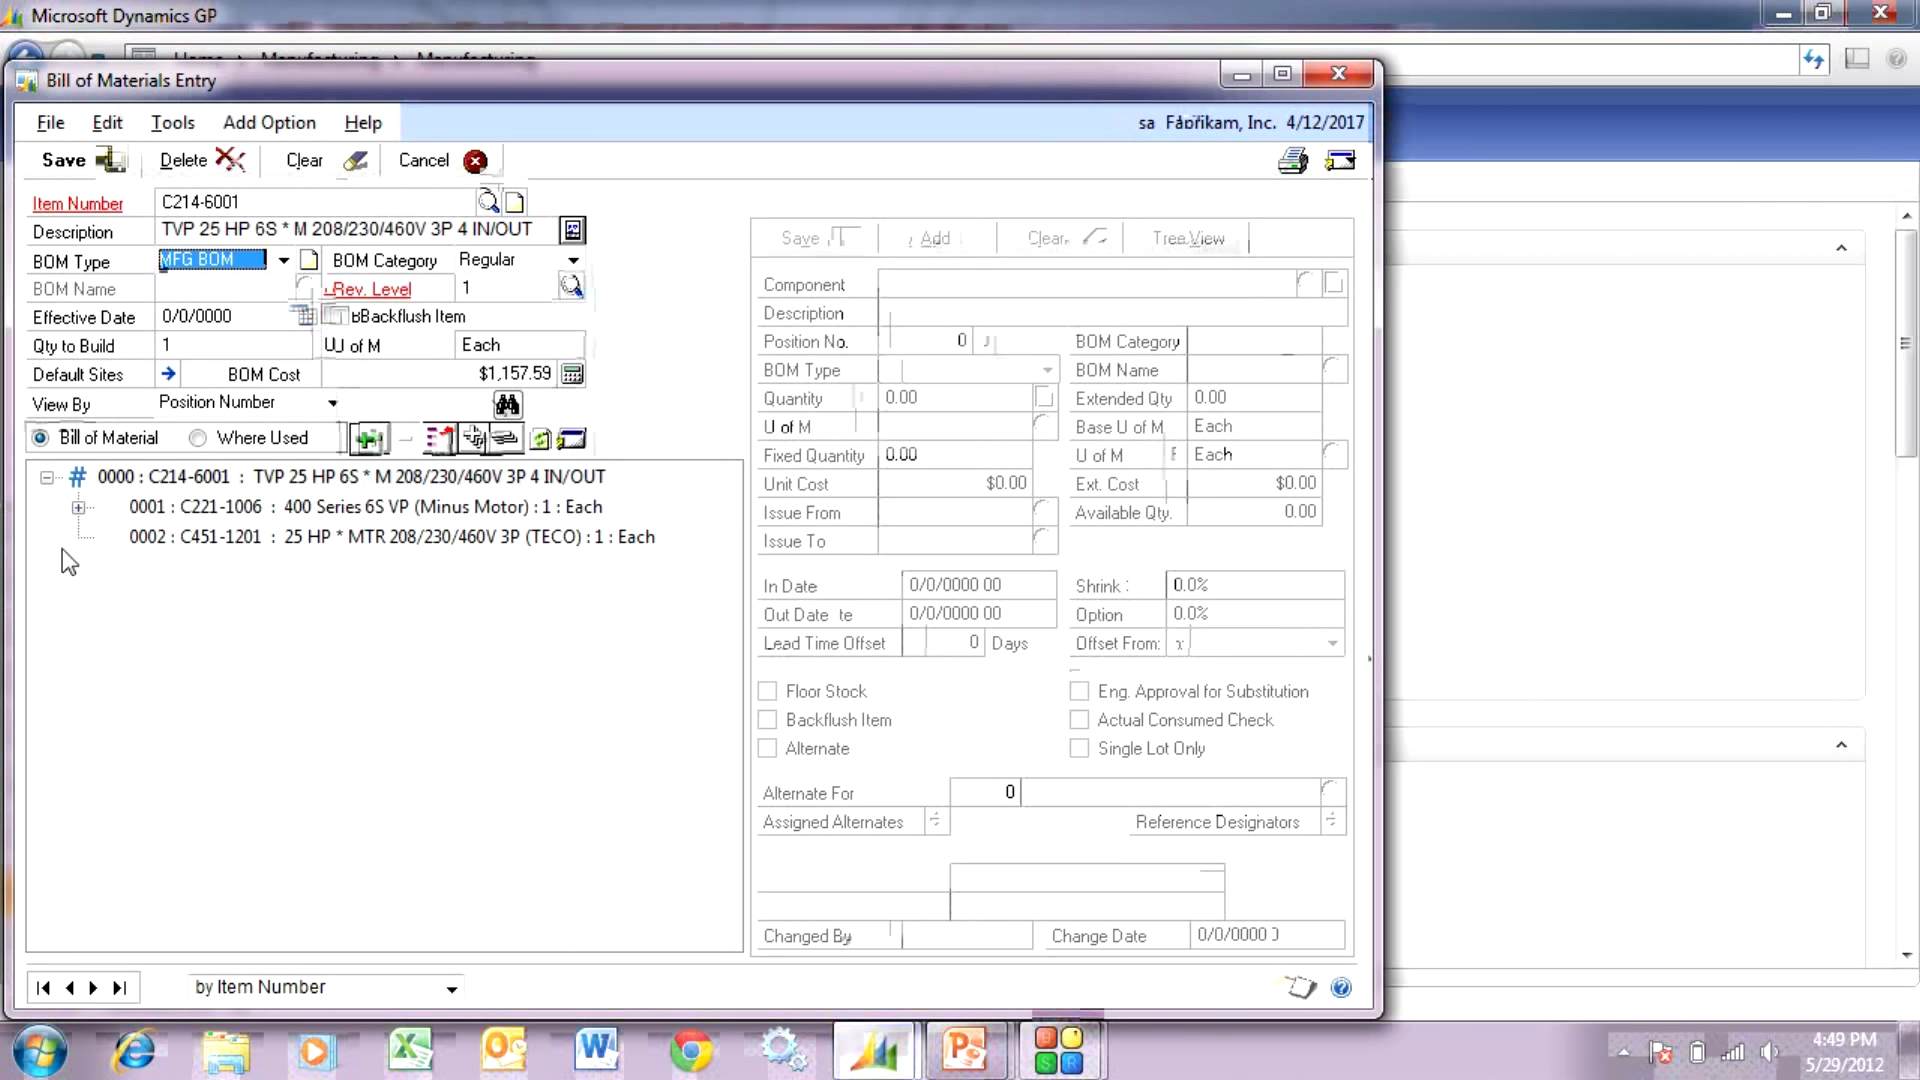 Microsoft Dynamics GP
Home Manufacturing Manufacturing
Bill of Materials Entry
File Edit Tools Add Option Help
sa Fabrikam, Inc. 4/12/2017
Save Delete Clear Cancel
Item Number C214-6001
Description TVP 25 HP 6S * M 208/230/460V 3P 4 IN/OUT
BOM Type MFG BOM BOM Category Regular
BOM Name Rev. Level 1
Effective Date 0/0/0000 Backflush Item
Qty to Build 1 U of M Each
Default Sites BOM Cost $1,157.59
View By Position Number
Bill of Material Where Used
0000 : C214-6001 : TVP 25 HP 6S * M 208/230/460V 3P 4 IN/OUT
0001 : C221-1006 : 400 Series 6S VP (Minus Motor) : 1 : Each
0002 : C451-1201 : 25 HP * MTR 208/230/460V 3P (TECO) : 1 : Each
Save Add Clear Tree View
Component
Description
Position No. 0 BOM Category
BOM Type BOM Name
Quantity 0.00 Extended Qty 0.00
U of M Base U of M Each
Fixed Quantity 0.00 U of M Each
Unit Cost $0.00 Ext. Cost $0.00
Issue From Available Qty. 0.00
Issue To
In Date 0/0/0000 00 Shrink : 0.0%
Out Date 0/0/0000 00 Option 0.0%
Lead Time Offset 0 Days Offset From:
Floor Stock Eng. Approval for Substitution
Backflush Item Actual Consumed Check
Alternate Single Lot Only
Alternate For 0
Assigned Alternates Reference Designators
Changed By Change Date 0/0/0000
by Item Number
4:49 PM
5/29/2012